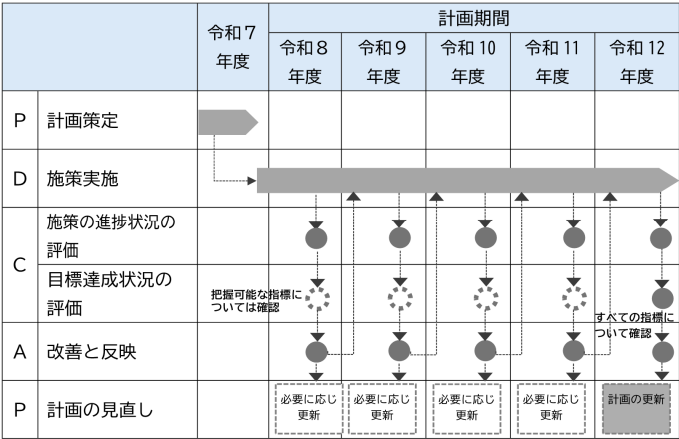 計画期間
令和7
年度
令和8
年度
令和9
年度
令和 10
年度
令和 11
年度
令和 12
年度
P
計画策定
D
施策実施
C
施策の進捗状況の
評価
目標達成状況の
評価
把握可能な指標に
ついては確認
すべての指標に
ついて確認
A
改善と反映
P
計画の見直し
必要に応じ
更新
必要に応じ
更新
必要に応じ
更新
必要に応じ
更新
計画の更新